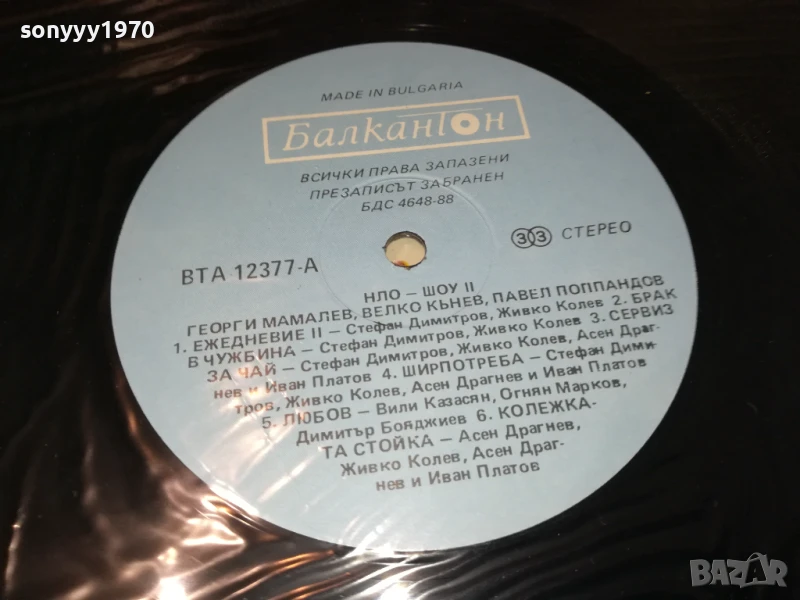 sonyyy1970
MADE IN BULGARIA
Балкантон
ВСИЧКИ ПРАВА ЗАПАЗЕНИ
ПРЕЗАПИСЪТ ЗАБРАНЕН
БДС 4648-88
33 СТЕРЕО
ВТА 12377-А
НЛО – ШОУ II
ГЕОРГИ МАМАЛЕВ, ВЕЛКО КЪНЕВ, ПАВЕЛ ПОППАНДОВ
1. ЕЖЕДНЕВИЕ II – Стефан Димитров, Живко Колев 2. БРАК
В ЧУЖБИНА – Стефан Димитров, Живко Колев 3. СЕРВИЗ
ЗА ЧАЙ – Стефан Димитров, Живко Колев, Асен Драг-
нев и Иван Платов 4. ШИРПОТРЕБА – Стефан Дими-
тров, Живко Колев, Асен Драгнев и Иван Платов
5. ЛЮБОВ – Вили Казасян, Огнян Марков,
Димитър Бояджиев 6. КОЛЕЖКА-
ТА СТОЙКА – Асен Драгнев,
Живко Колев, Асен Драг-
нев и Иван Платов
BAZAR